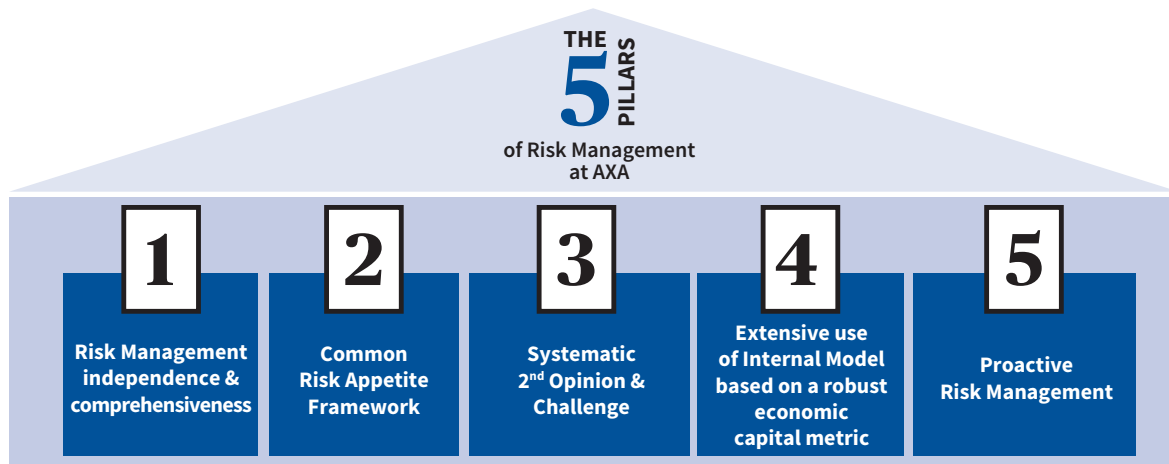 THE
5
PILLARS
of Risk Management
at AXA
1
Risk Management
independence &
comprehensiveness
2
Common
Risk Appetite
Framework
3
Systematic
2nd Opinion &
Challenge
4
Extensive use
of Internal Model
based on a robust
economic
capital metric
5
Proactive
Risk Management